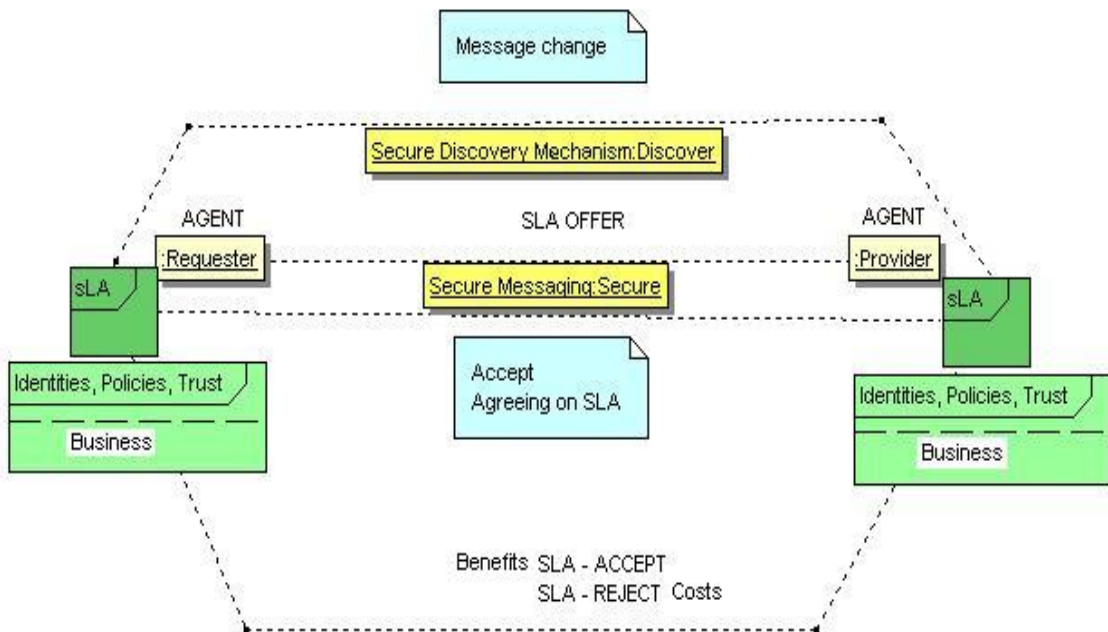 Message change
Secure Discovery Mechanism:Discover
AGENT
SLA OFFER
AGENT
:Requester
:Provider
sLA
Secure Messaging:Secure
sLA
Accept
Agreeing on SLA
Identities, Policies, Trust
Business
Identities, Policies, Trust
Business
Benefits SLA - ACCEPT
SLA - REJECT Costs